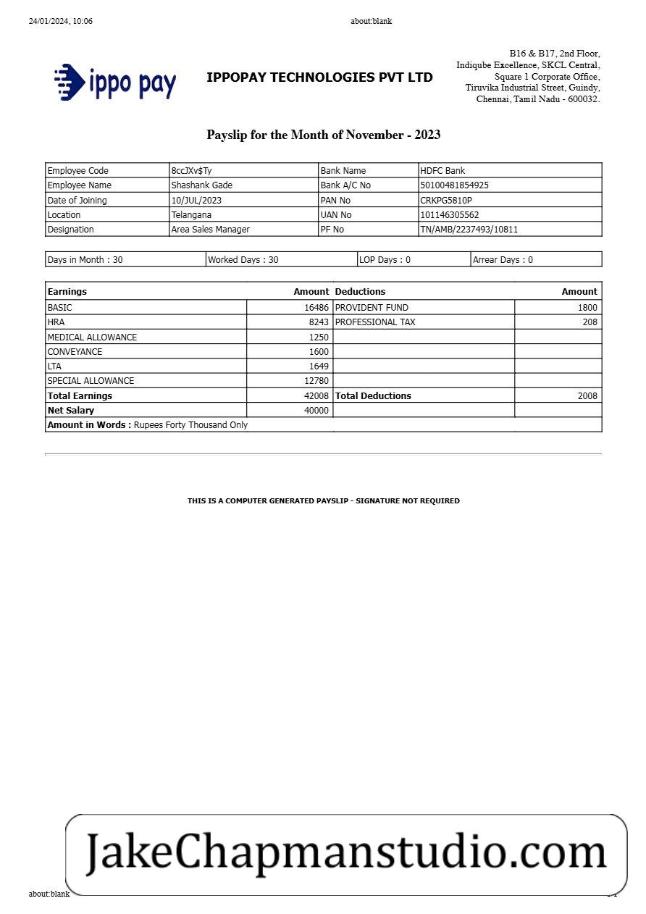 24/01/2024, 10:06 about:blank
B16 & B17, 2nd Floor,
Indiqube Excellence, SKCL Central,
Square 1 Corporate Office,
Tiruvika Industrial Street, Guindy,
Chennai, Tamil Nadu - 600032.
ippo pay
IPPOPAY TECHNOLOGIES PVT LTD
Payslip for the Month of November - 2023
Employee Code 8ccJXv$Ty Bank Name HDFC Bank
Employee Name Shashank Gade Bank A/C No 50100481854925
Date of Joining 10/JUL/2023 PAN No CRKPG5810P
Location Telangana UAN No 101146305562
Designation Area Sales Manager PF No TN/AMB/2237493/10811
Days in Month : 30 Worked Days : 30 LOP Days : 0 Arrear Days : 0
Earnings Amount Deductions Amount
BASIC 16486 PROVIDENT FUND 1800
HRA 8243 PROFESSIONAL TAX 208
MEDICAL ALLOWANCE 1250
CONVEYANCE 1600
LTA 1649
SPECIAL ALLOWANCE 12780
Total Earnings 42008 Total Deductions 2008
Net Salary 40000
Amount in Words : Rupees Forty Thousand Only
THIS IS A COMPUTER GENERATED PAYSLIP - SIGNATURE NOT REQUIRED
JakeChapmanstudio.com
about:blank